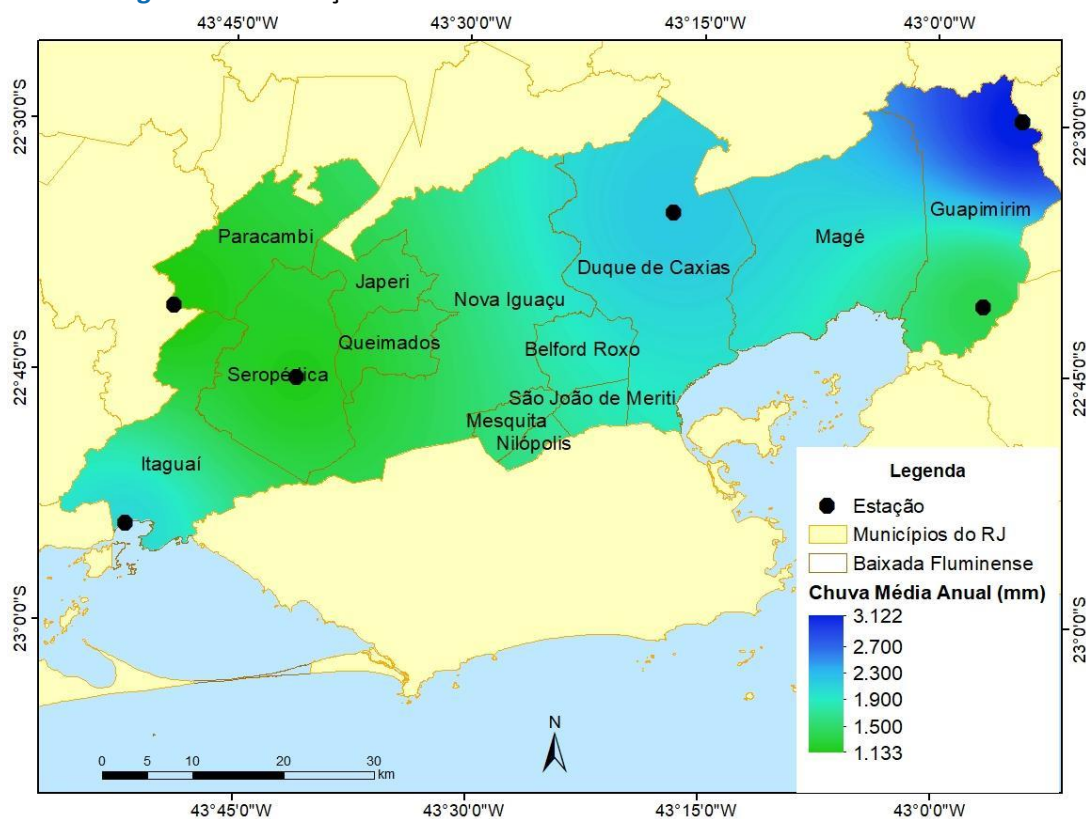 43°45'0"W 43°30'0"W 43°15'0"W 43°0'0"W
22°30'0"S 22°30'0"S
Guapimirim
Paracambi
Magé
Duque de Caxias
Japeri
Nova Iguaçu
Queimados
Belford Roxo
22°45'0"S 22°45'0"S
Seropédica
São João de Meriti
Mesquita
Nilópolis
Itaguaí
Legenda
Estação
Municípios do RJ
Baixada Fluminense
Chuva Média Anual (mm)
3.122
2.700
2.300
1.900
1.500
1.133
23°0'0"S 23°0'0"S
N
0 5 10 20 30
km
43°45'0"W 43°30'0"W 43°15'0"W 43°0'0"W